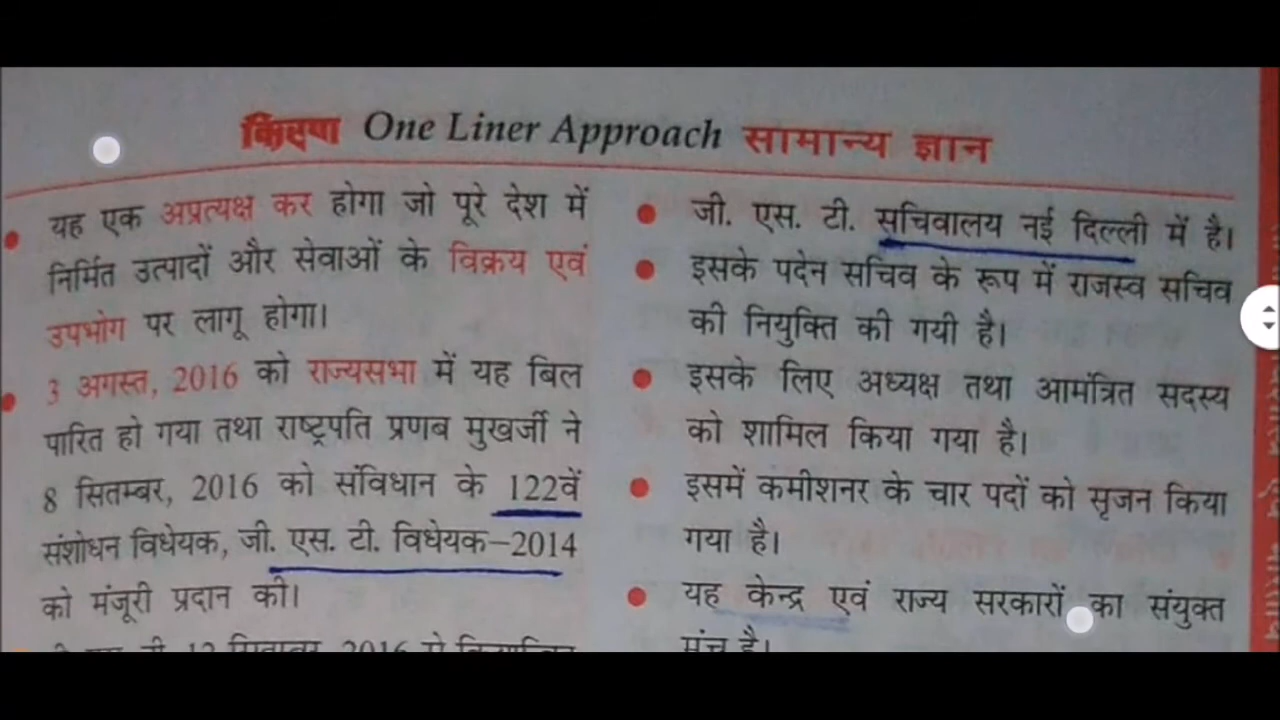 किरण One Liner Approach सामान्य ज्ञान
यह एक अप्रत्यक्ष कर होगा जो पूरे देश में
निर्मित उत्पादों और सेवाओं के विक्रय एवं
उपभोग पर लागू होगा।
3 अगस्त, 2016 को राज्यसभा में यह बिल
पारित हो गया तथा राष्ट्रपति प्रणब मुखर्जी ने
8 सितम्बर, 2016 को संविधान के 122वें
संशोधन विधेयक, जी. एस. टी. विधेयक–2014
को मंजूरी प्रदान की।
जी. एस. टी. सचिवालय नई दिल्ली में है।
इसके पदेन सचिव के रूप में राजस्व सचिव
की नियुक्ति की गयी है।
इसके लिए अध्यक्ष तथा आमंत्रित सदस्य
को शामिल किया गया है।
इसमें कमीशनर के चार पदों को सृजन किया
गया है।
यह केन्द्र एवं राज्य सरकारों का संयुक्त
मंच है।